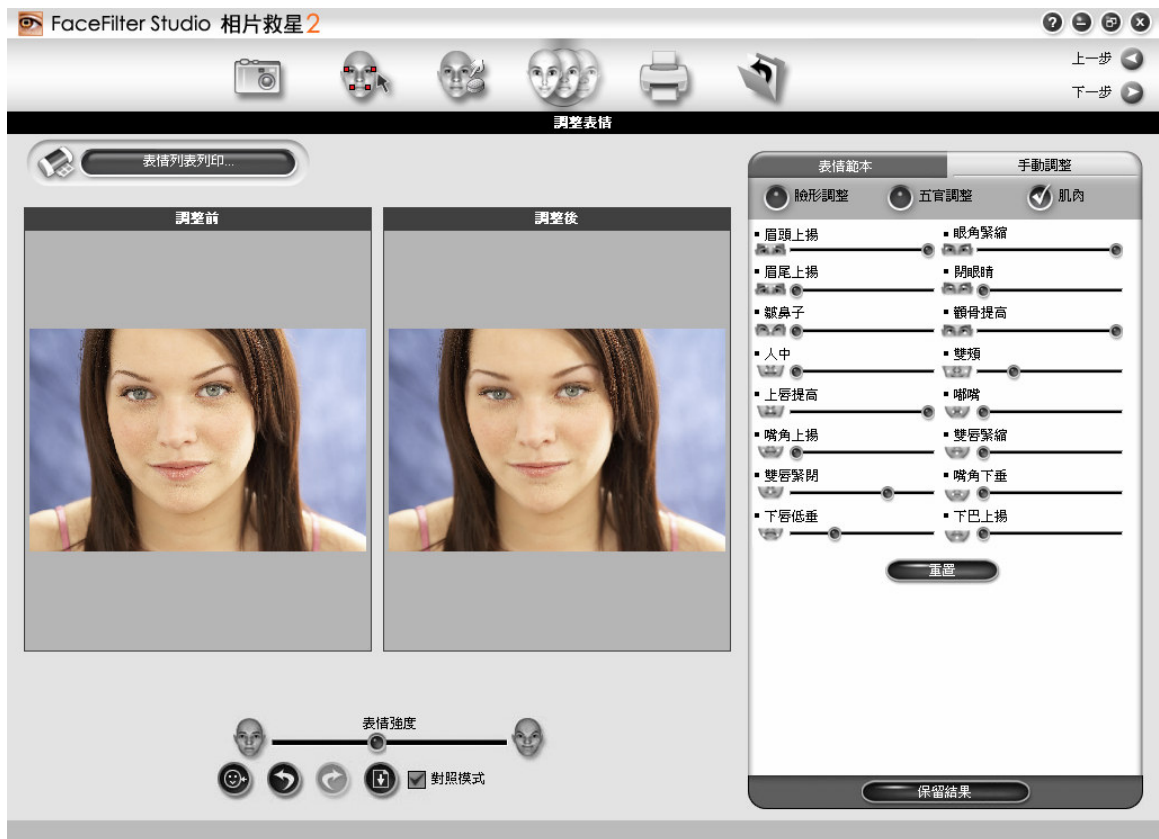 FaceFilter Studio 相片救星2
上一步
下一步
調整表情
表情列表列印...
表情範本 手動調整
臉形調整 五官調整 肌肉
調整前 調整後
眉頭上揚 眼角緊縮
眉尾上揚 閉眼睛
皺鼻子 顴骨提高
人中 雙頰
上唇提高 嘟嘴
嘴角上揚 雙唇緊縮
雙唇緊閉 嘴角下垂
下唇低垂 下巴上揚
重置
表情強度
對照模式
保留結果